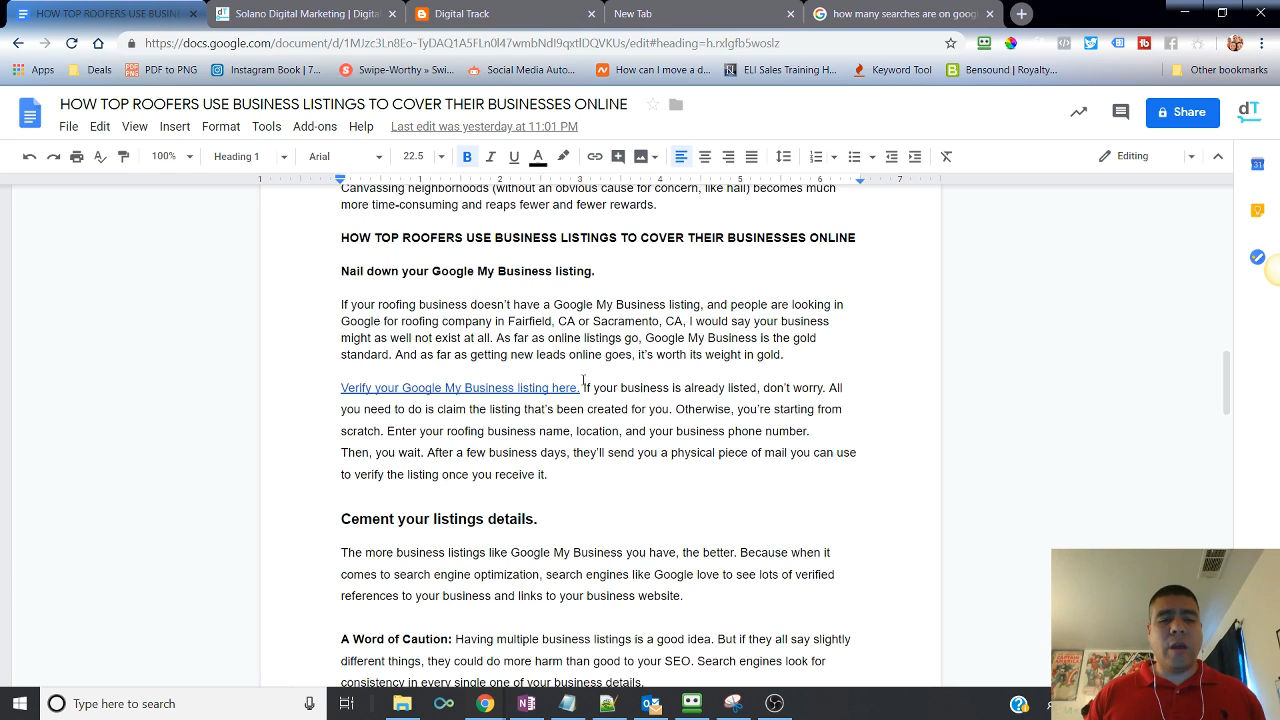 HOW TOP ROOFERS USE BUSIN
Solano Digital Marketing | Digital
Digital Track
New Tab
how many searches are on goog
https://docs.google.com/document/d/1MJzc3Ln8Eo-TyDAQ1A5FLn0l47wmbNHl9qxtlDQVKUs/edit#heading=h.rxlgfb5woslz
Apps
Deals
PDF to PNG
Instagram Book | 7...
Swipe-Worthy » Swi...
Social Media Auto...
How can I move a d...
ELI Sales Training H...
Keyword Tool
Bensound | Royalty...
Other bookmarks
HOW TOP ROOFERS USE BUSINESS LISTINGS TO COVER THEIR BUSINESSES ONLINE
File Edit View Insert Format Tools Add-ons Help Last edit was yesterday at 11:01 PM
Share
dT
100% Heading 1 Arial 22.5 B I U A Editing
1 1 2 3 4 5 6 7
Canvassing neighborhoods (without an obvious cause for concern, like hail) becomes much
more time-consuming and reaps fewer and fewer rewards.
HOW TOP ROOFERS USE BUSINESS LISTINGS TO COVER THEIR BUSINESSES ONLINE
Nail down your Google My Business listing.
If your roofing business doesn't have a Google My Business listing, and people are looking in
Google for roofing company in Fairfield, CA or Sacramento, CA, I would say your business
might as well not exist at all. As far as online listings go, Google My Business is the gold
standard. And as far as getting new leads online goes, it's worth its weight in gold.
Verify your Google My Business listing here. If your business is already listed, don't worry. All
you need to do is claim the listing that's been created for you. Otherwise, you're starting from
scratch. Enter your roofing business name, location, and your business phone number.
Then, you wait. After a few business days, they'll send you a physical piece of mail you can use
to verify the listing once you receive it.
Cement your listings details.
The more business listings like Google My Business you have, the better. Because when it
comes to search engine optimization, search engines like Google love to see lots of verified
references to your business and links to your business website.
A Word of Caution: Having multiple business listings is a good idea. But if they all say slightly
different things, they could do more harm than good to your SEO. Search engines look for
consistency in every single one of your business details.
Type here to search